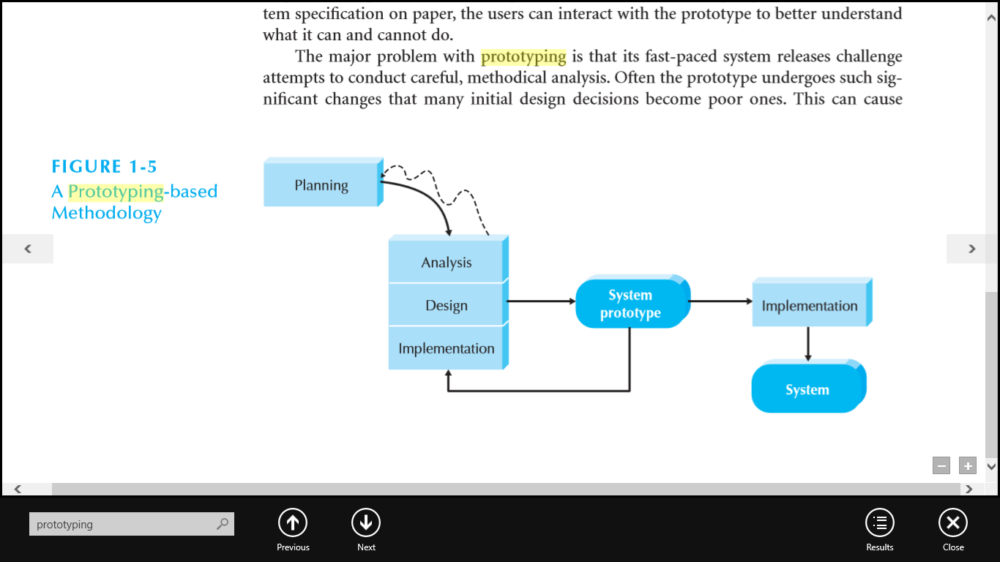 tem specification on paper, the users can interact with the prototype to better understand
what it can and cannot do.
The major problem with prototyping is that its fast-paced system releases challenge
attempts to conduct careful, methodical analysis. Often the prototype undergoes such sig-
nificant changes that many initial design decisions become poor ones. This can cause
FIGURE 1-5
A Prototyping-based
Methodology
Planning
Analysis
Design
Implementation
System
prototype
Implementation
System
prototyping
Previous
Next
Results
Close